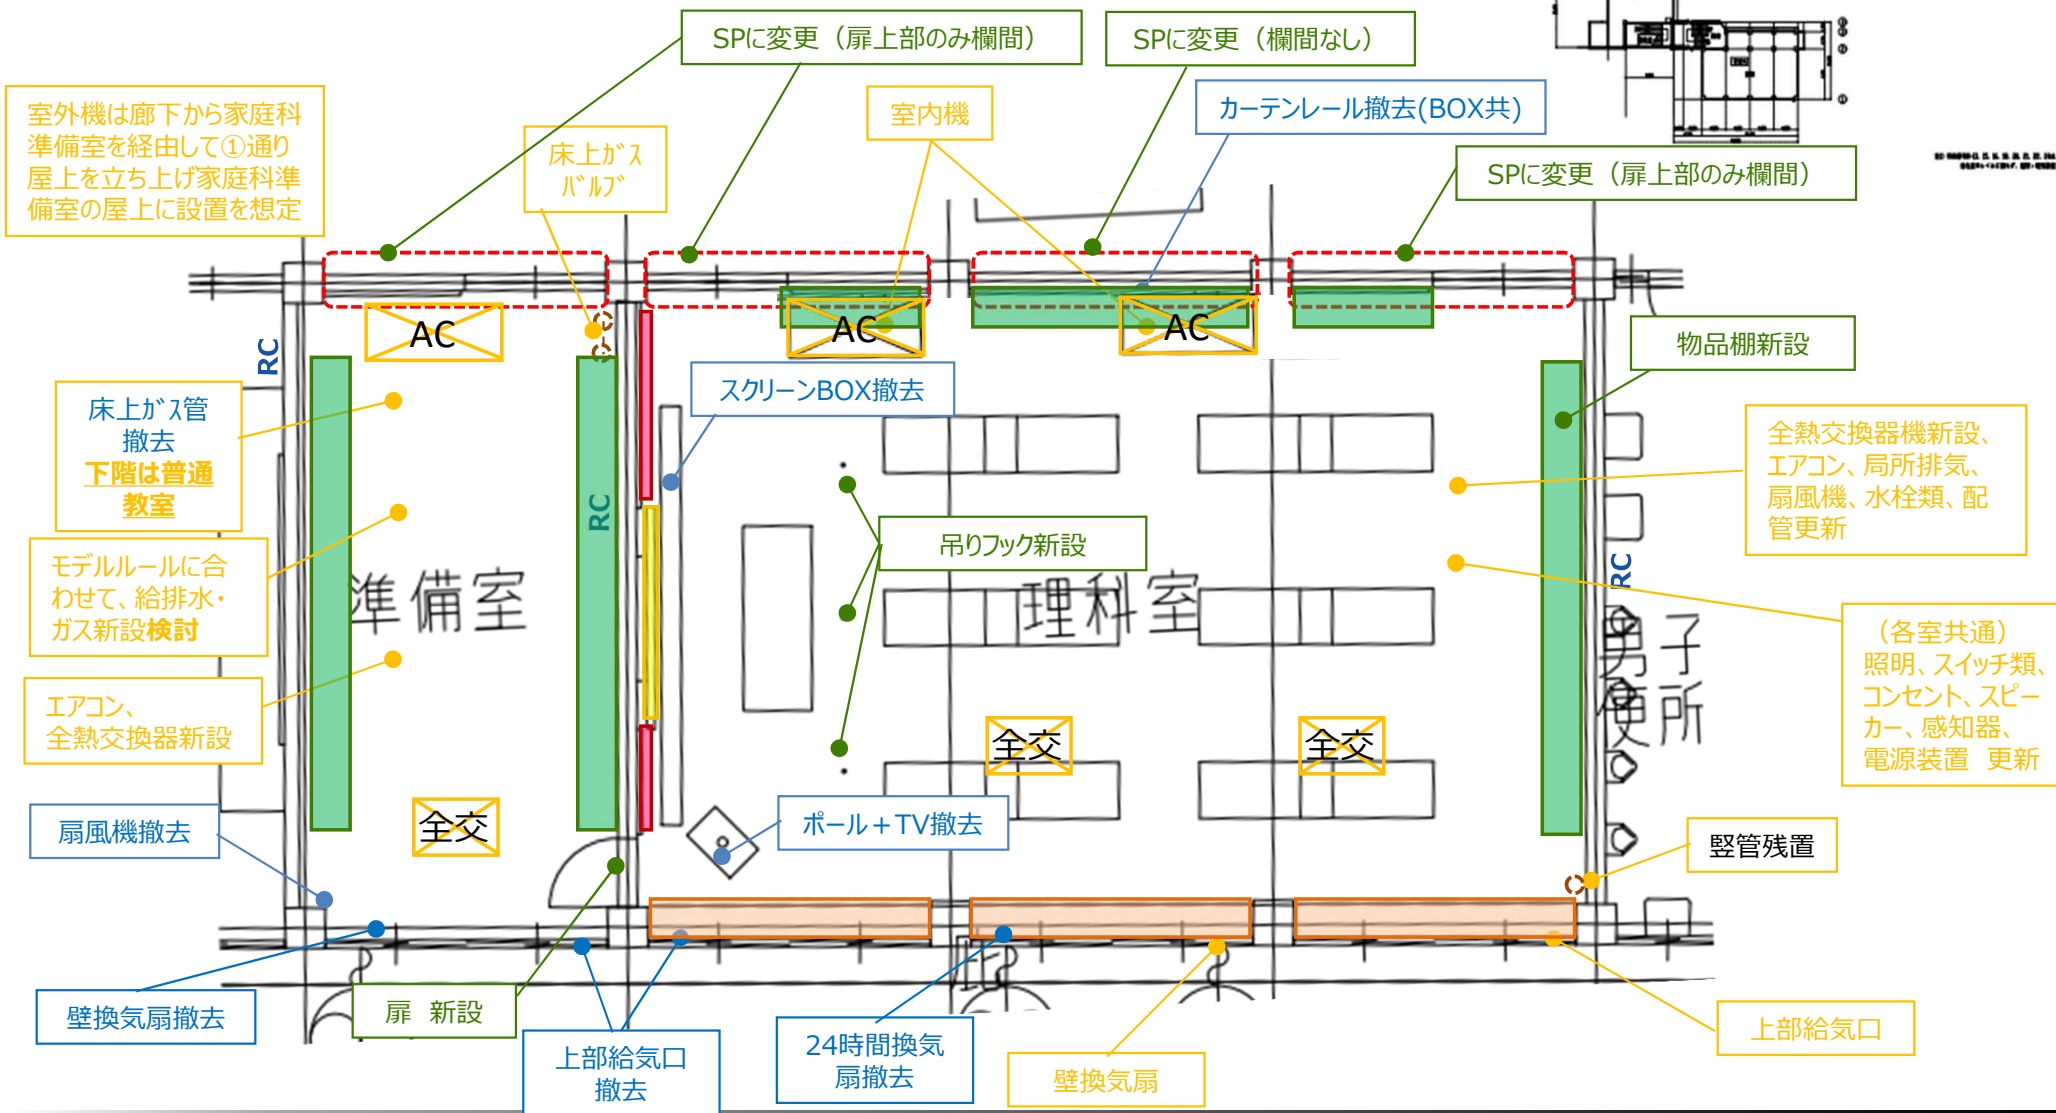 SPに変更（扉上部のみ欄間）
SPに変更（欄間なし）
室外機は廊下から家庭科
準備室を経由して①通り
屋上を立ち上げ家庭科準
備室の屋上に設置を想定
床上ガス
バルブ
室内機
カーテンレール撤去(BOX共)
SPに変更（扉上部のみ欄間）
AC
AC
AC
RC
物品棚新設
スクリーンBOX撤去
床上ガス管
撤去
下階は普通
教室
全熱交換器機新設、
エアコン、局所排気、
扇風機、水栓類、配
管更新
RC
吊りフック新設
モデルルールに合
わせて、給排水・
ガス新設検討
準備室
理科室
RC
男子
便所
（各室共通）
照明、スイッチ類、
コンセント、スピー
カー、感知器、
電源装置　更新
エアコン、
全熱交換器新設
全交
全交
全交
扇風機撤去
ポール＋TV撤去
竪管残置
壁換気扇撤去
扉　新設
上部給気口
撤去
24時間換気
扇撤去
壁換気扇
上部給気口